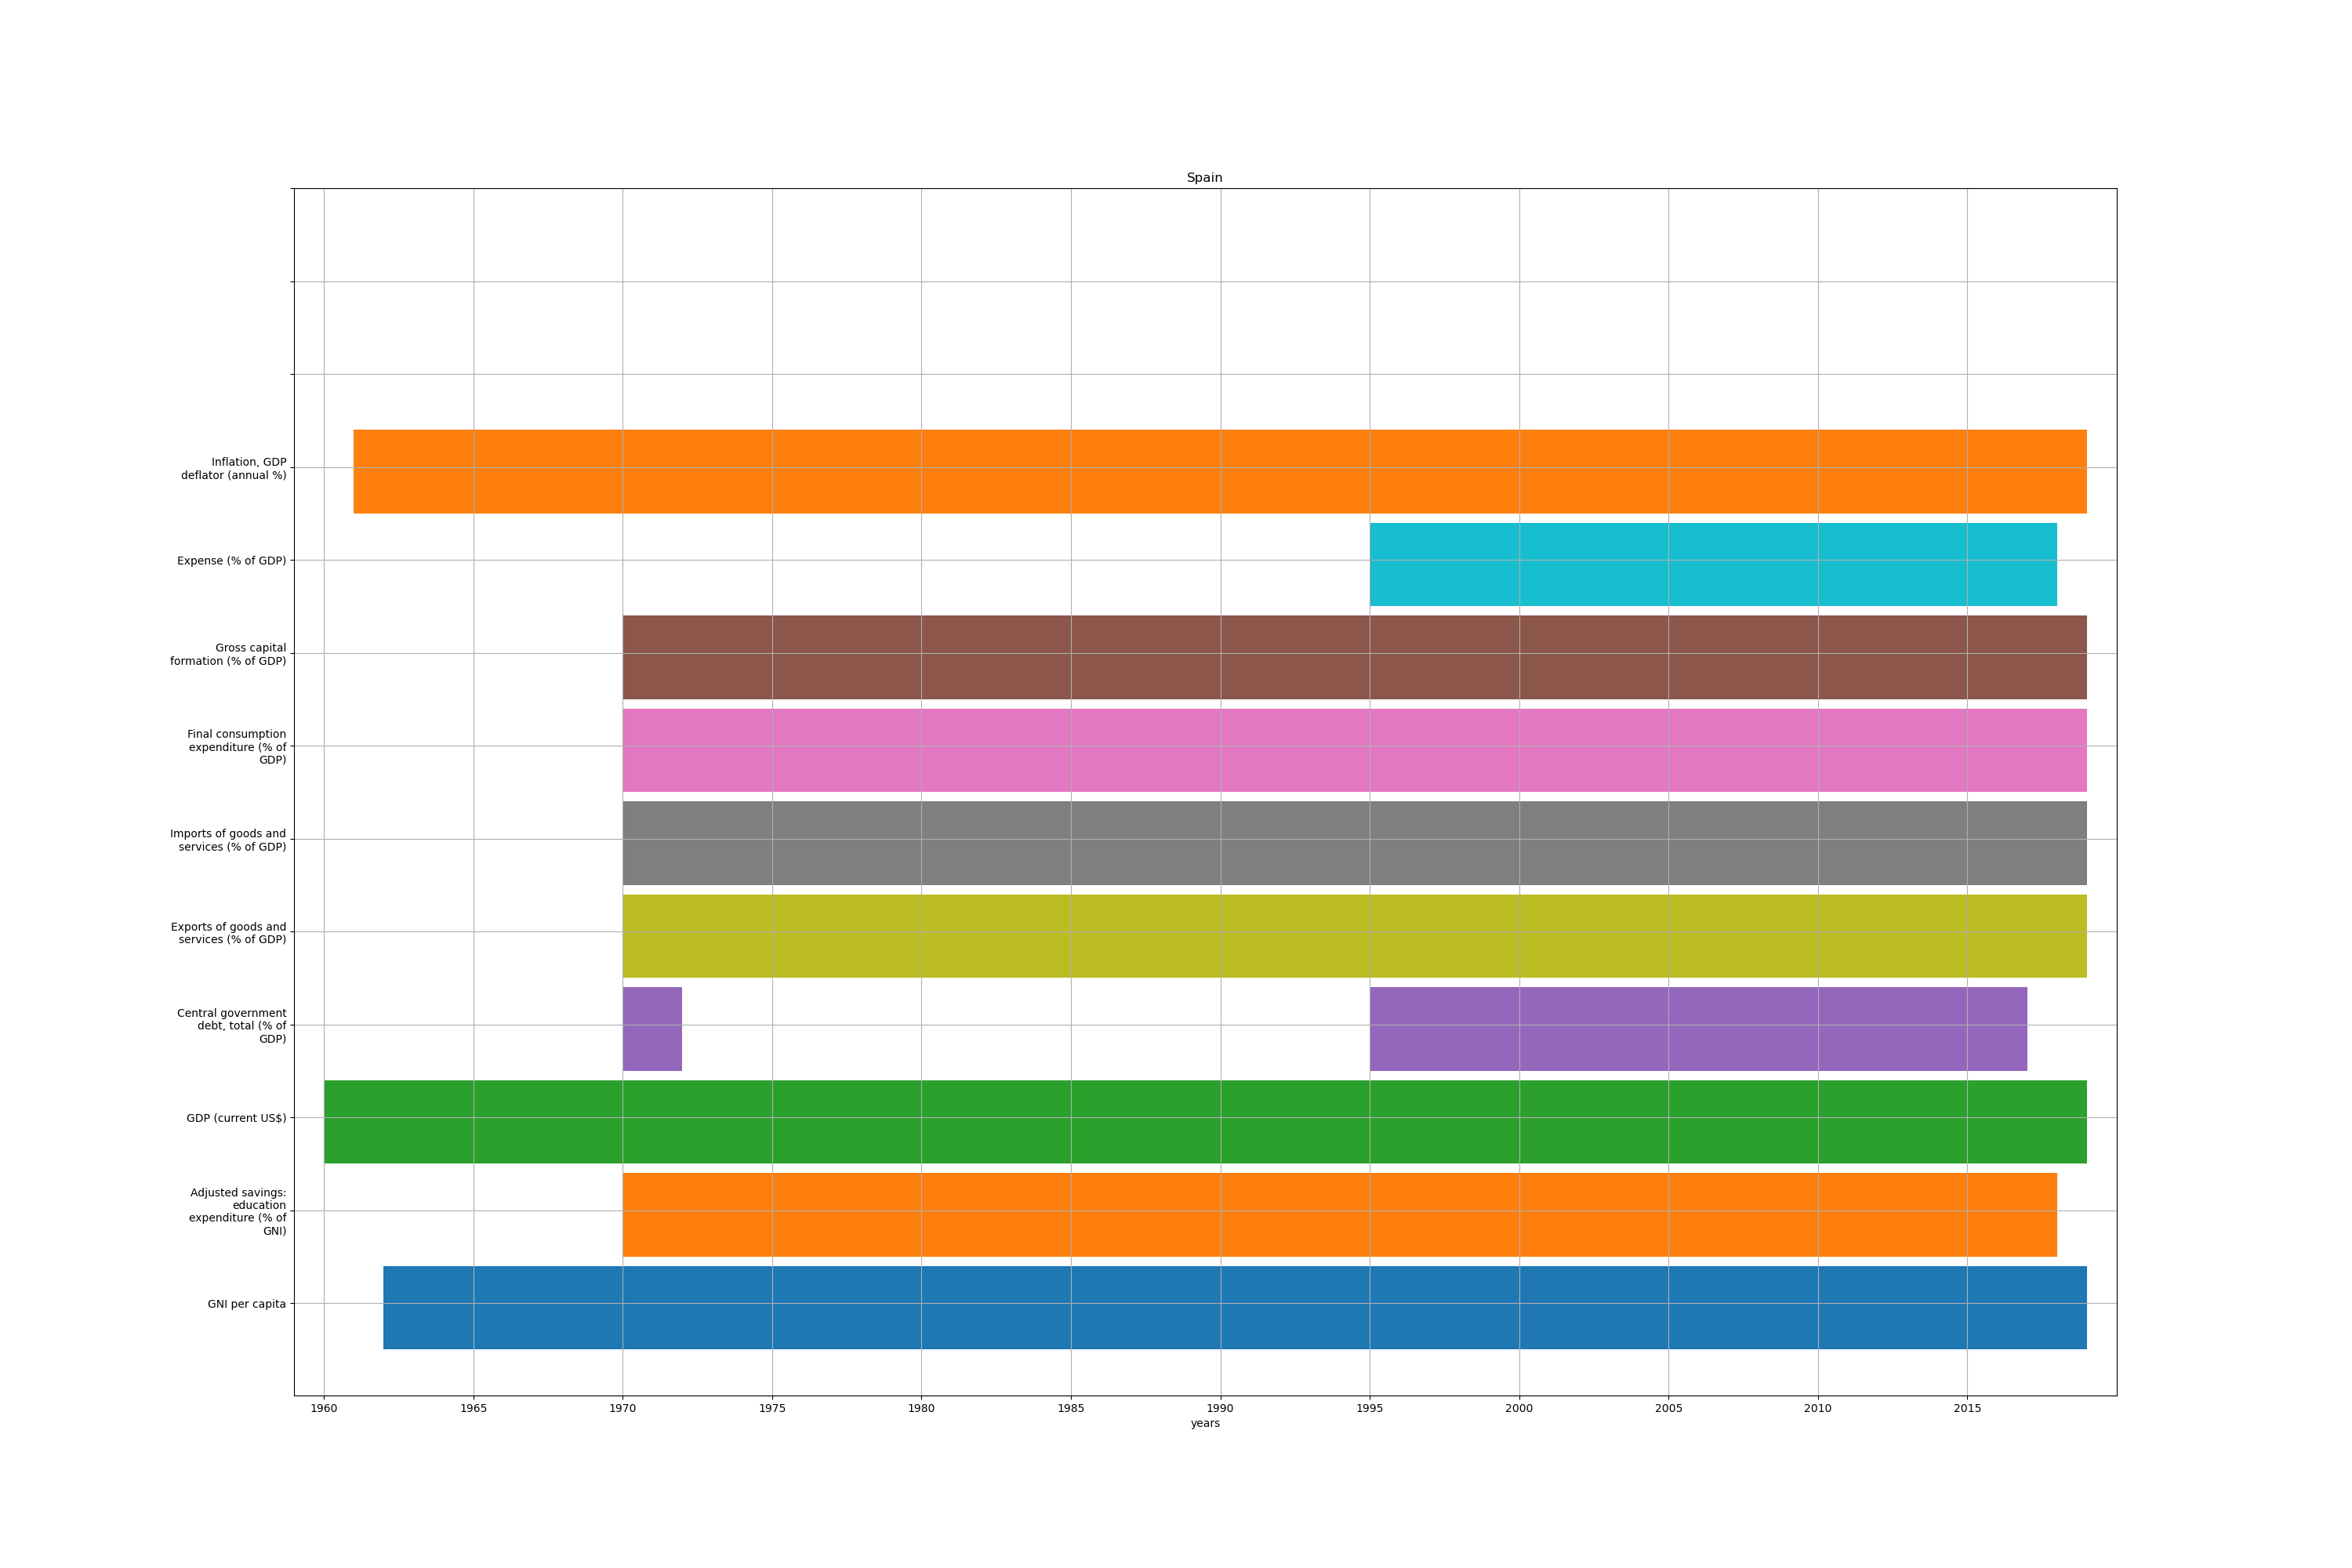 Spain
Inflation, GDP
deflator (annual %)
Expense (% of GDP)
Gross capital
formation (% of GDP)
Final consumption
expenditure (% of
GDP)
Imports of goods and
services (% of GDP)
Exports of goods and
services (% of GDP)
Central government
debt, total (% of
GDP)
GDP (current US$)
Adjusted savings:
education
expenditure (% of
GNI)
GNI per capita
1960 1965 1970 1975 1980 1985 1990 1995 2000 2005 2010 2015
years